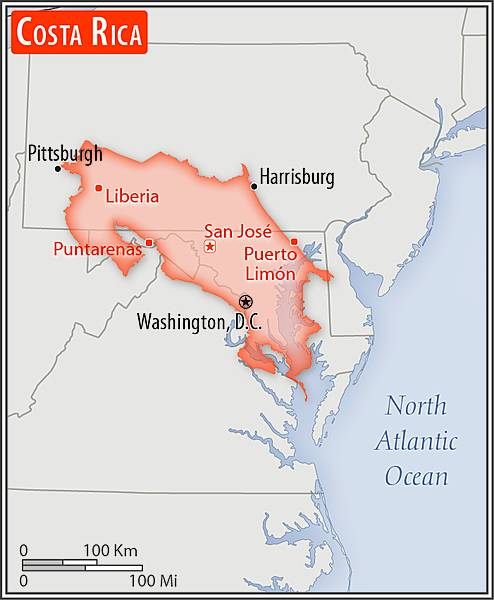 COSTA RICA
Pittsburgh
Harrisburg
Liberia
San José
Puntarenas
Puerto
Limón
Washington, D.C.
North
Atlantic
Ocean
0 100 Km
0 100 Mi